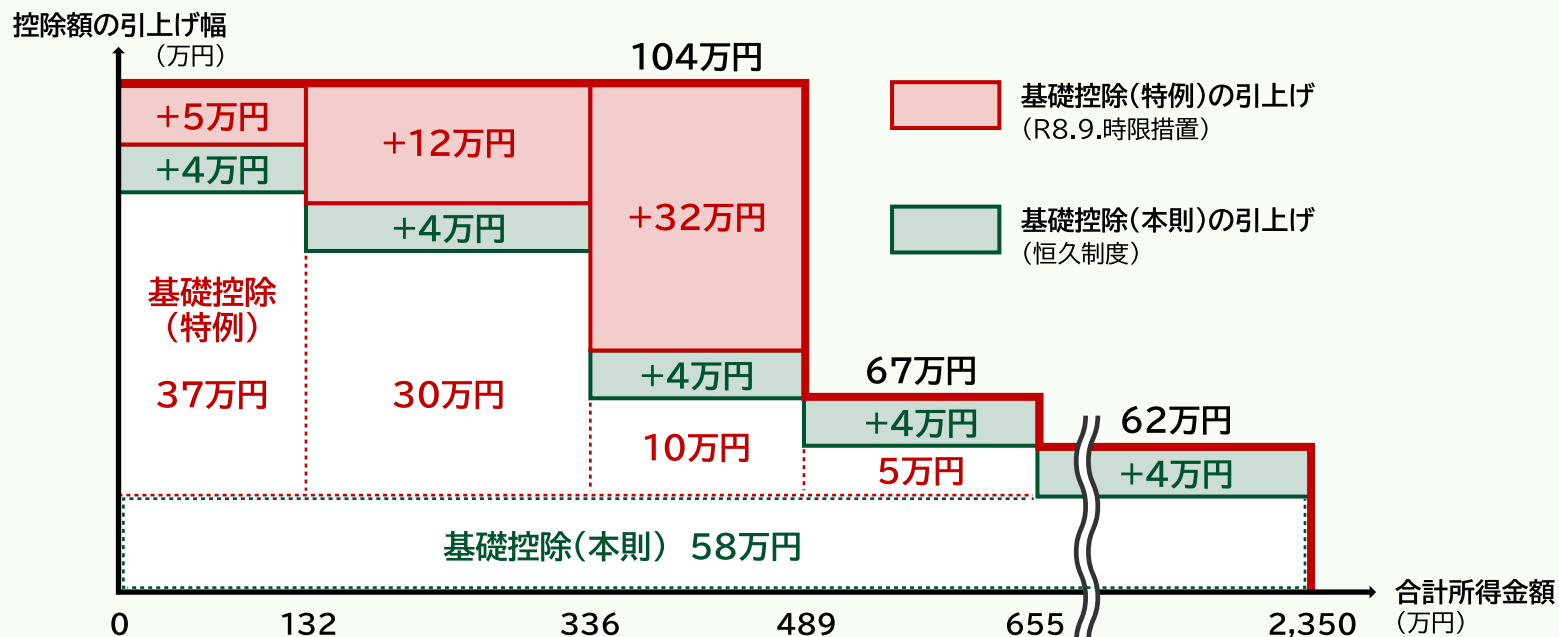 控除額の引上げ幅
（万円）
104万円
+5万円
+4万円
+12万円
+4万円
+32万円
+4万円
基礎控除(特例)の引上げ
（R8.9.時限措置）
基礎控除(本則)の引上げ
（恒久制度）
基礎控除
（特例）
37万円
30万円
10万円
67万円
+4万円
5万円
62万円
+4万円
基礎控除(本則) 58万円
0
132
336
489
655
2,350
合計所得金額
（万円）